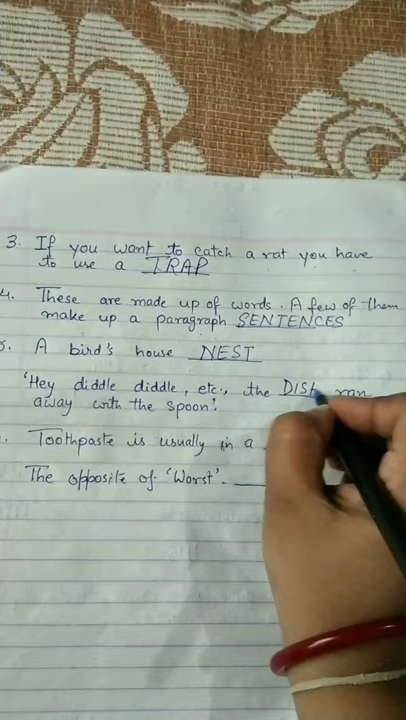 3. If you want to catch a rat you have
to use a TRAP
4. These are made up of words. A few of them
make up a paragraph SENTENCES
5. A bird's house NEST
'Hey diddle diddle, etc., the DISH ran
away with the spoon'.
Toothpaste is usually in a
The opposite of 'Worst'.